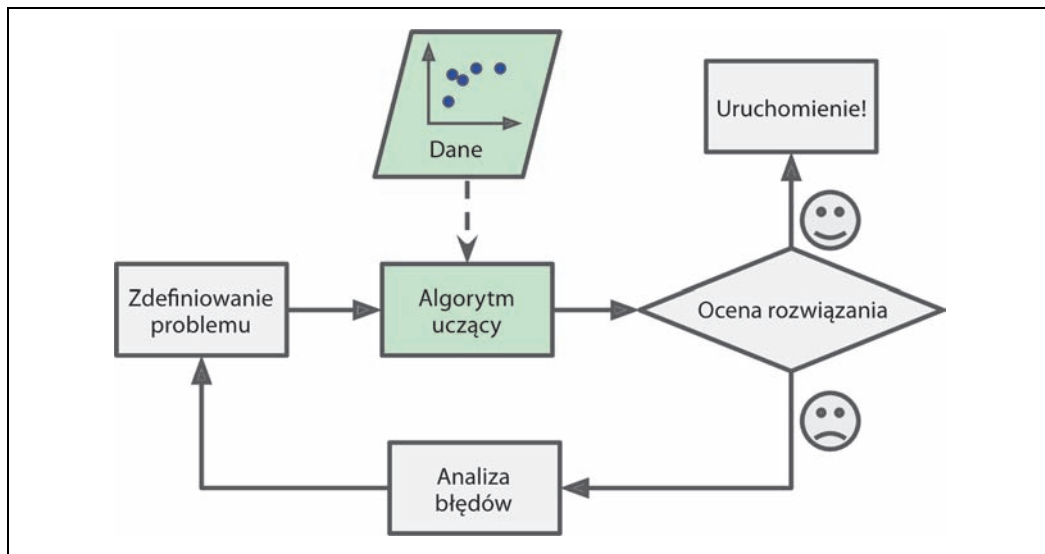 Dane
Uruchomienie!
Zdefiniowanie
problemu
Algorytm
uczący
Ocena rozwiązania
Analiza
błędów